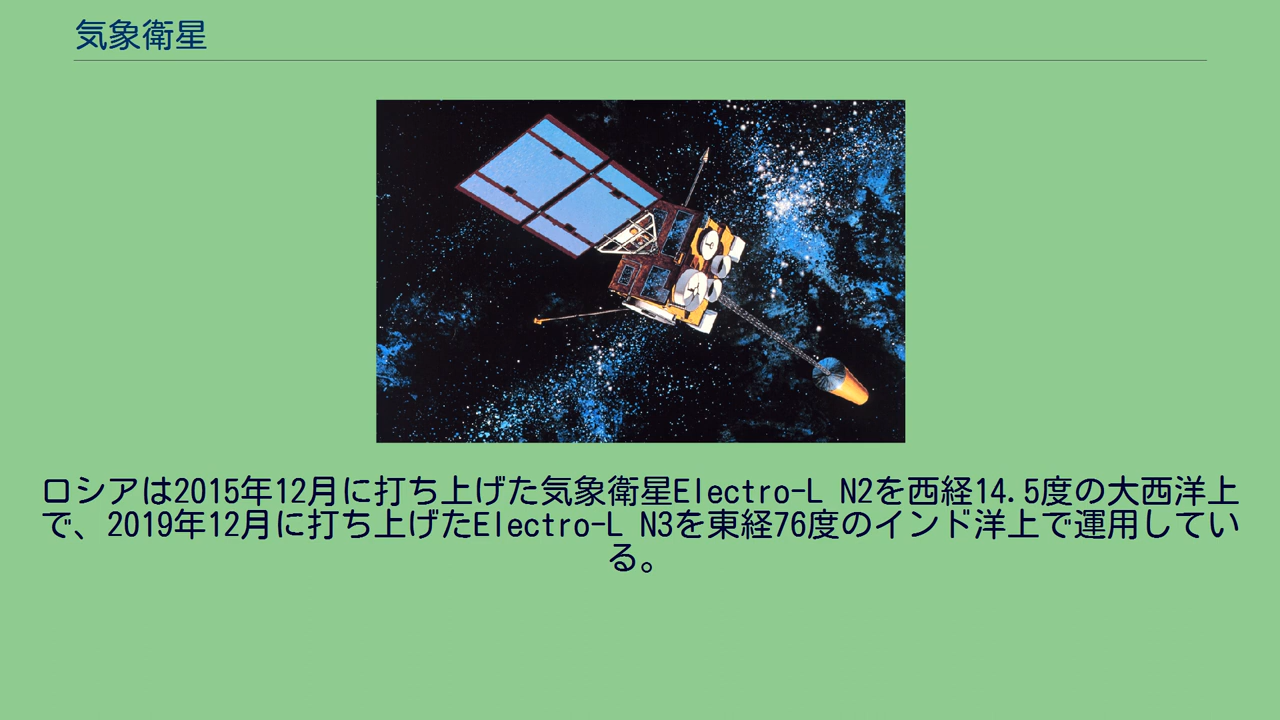 気象衛星
ロシアは2015年12月に打ち上げた気象衛星Electro-L N2を西経14.5度の大西洋上
で、2019年12月に打ち上げたElectro-L N3を東経76度のインド洋上で運用してい
る。